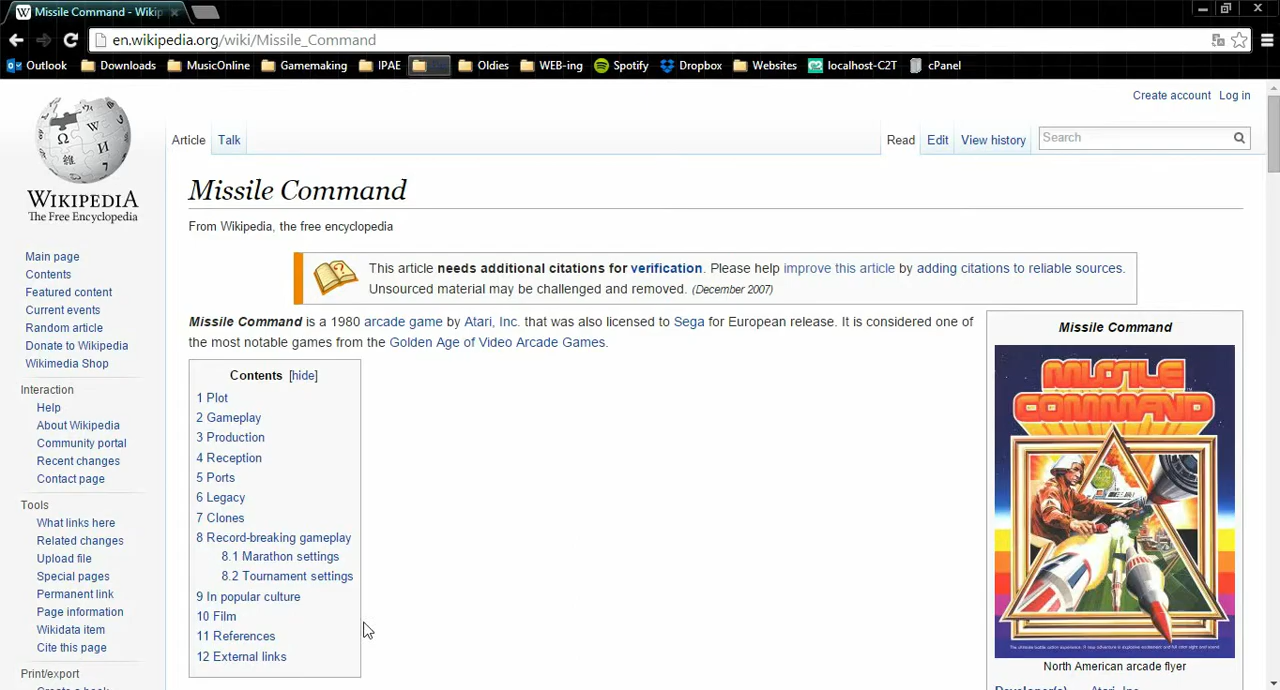 Missile Command - Wikip
en.wikipedia.org/wiki/Missile_Command
Outlook Downloads MusicOnline Gamemaking IPAE Oldies WEB-ing Spotify Dropbox Websites localhost-C2T cPanel
Create account Log in
Article Talk Read Edit View history Search
WIKIPEDIA
The Free Encyclopedia
Main page
Contents
Featured content
Current events
Random article
Donate to Wikipedia
Wikimedia Shop
Interaction
Help
About Wikipedia
Community portal
Recent changes
Contact page
Tools
What links here
Related changes
Upload file
Special pages
Permanent link
Page information
Wikidata item
Cite this page
Print/export
Create a book
Missile Command
From Wikipedia, the free encyclopedia
This article needs additional citations for verification. Please help improve this article by adding citations to reliable sources.
Unsourced material may be challenged and removed. (December 2007)
Missile Command is a 1980 arcade game by Atari, Inc. that was also licensed to Sega for European release. It is considered one of
the most notable games from the Golden Age of Video Arcade Games.
Contents [hide]
1 Plot
2 Gameplay
3 Production
4 Reception
5 Ports
6 Legacy
7 Clones
8 Record-breaking gameplay
8.1 Marathon settings
8.2 Tournament settings
9 In popular culture
10 Film
11 References
12 External links
Missile Command
MISSILE
COMMAND
North American arcade flyer
Developer(s) Atari, Inc.